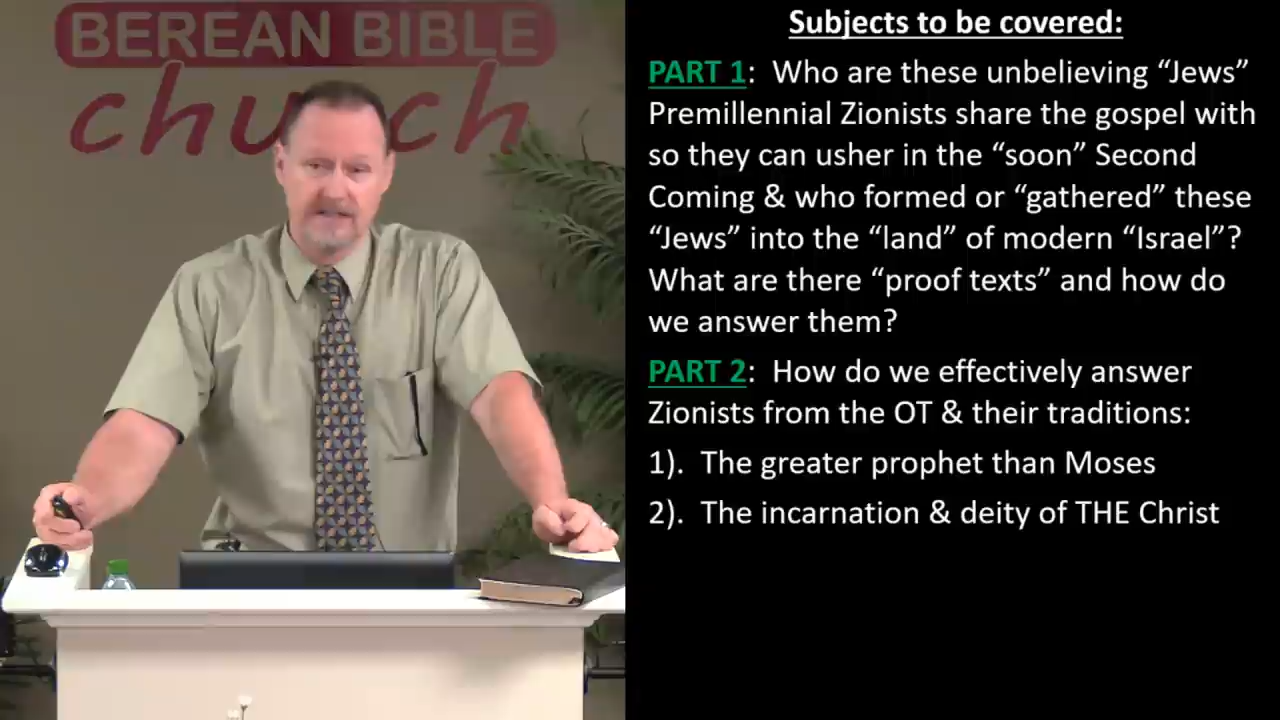 BEREAN BIBLE
church
Subjects to be covered:
PART 1: Who are these unbelieving “Jews”
Premillennial Zionists share the gospel with
so they can usher in the “soon” Second
Coming & who formed or “gathered” these
“Jews” into the “land” of modern “Israel”?
What are there “proof texts” and how do
we answer them?
PART 2: How do we effectively answer
Zionists from the OT & their traditions:
1). The greater prophet than Moses
2). The incarnation & deity of THE Christ